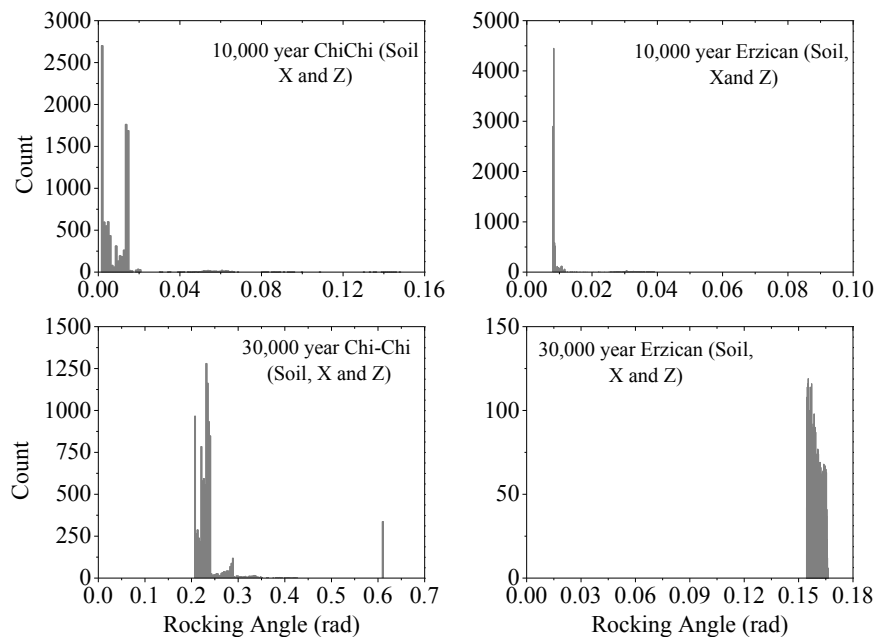 3000
2500
2000
1500
1000
500
0
Count
10,000 year ChiChi (Soil
X and Z)
0.00 0.04 0.08 0.12 0.16
5000
4000
3000
2000
1000
0
10,000 year Erzican (Soil,
Xand Z)
0.00 0.02 0.04 0.06 0.08 0.10
1500
1250
1000
750
500
250
0
Count
30,000 year Chi-Chi
(Soil, X and Z)
0.0 0.1 0.2 0.3 0.4 0.5 0.6 0.7
Rocking Angle (rad)
150
100
50
0
30,000 year Erzican (Soil,
X and Z)
0.00 0.03 0.06 0.09 0.12 0.15 0.18
Rocking Angle (rad)